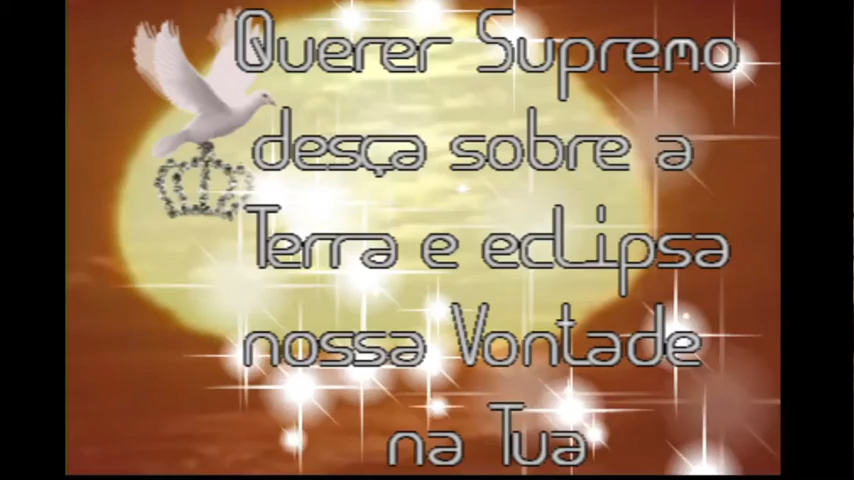 Querer Supremo
desça sobre a
Terra e eclipsa
nossa Vontade
na Tua